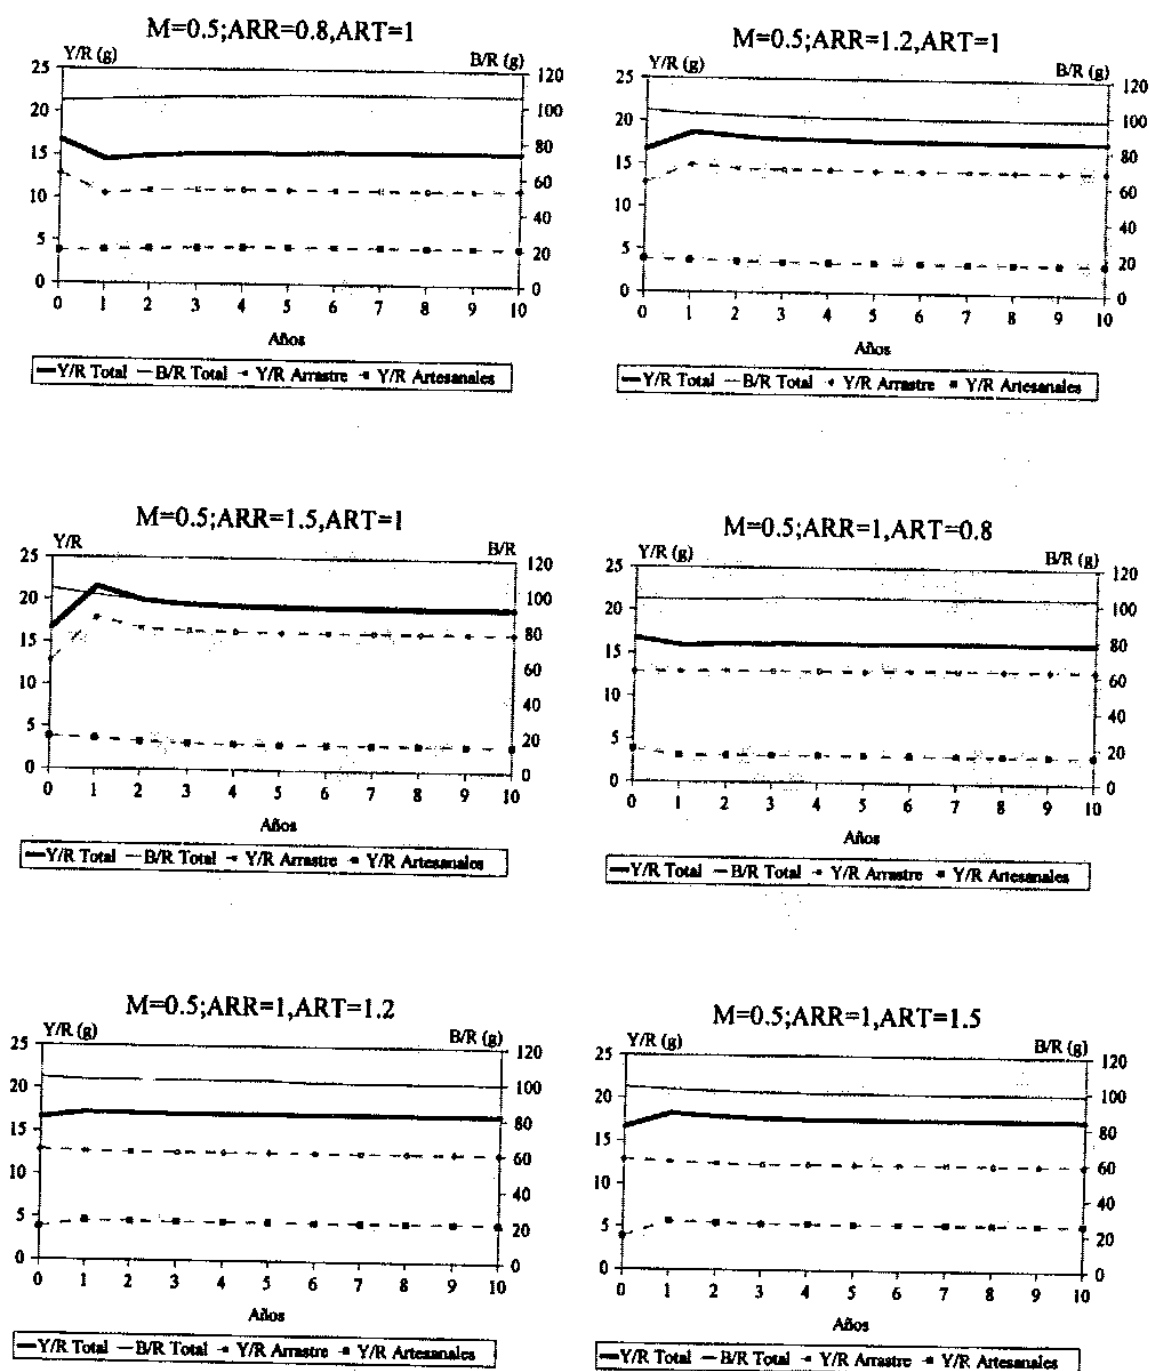 M=0.5;ARR=0.8,ART=1
Y/R (g) B/R (g)
25 120
20 100
15 80
10 60
5 40
0 20
0
0 1 2 3 4 5 6 7 8 9 10
Años
Y/R Total B/R Total Y/R Arrastre Y/R Artesanales
M=0.5;ARR=1.2,ART=1
Y/R (g) B/R (g)
25 120
20 100
15 80
10 60
5 40
0 20
0
0 1 2 3 4 5 6 7 8 9 10
Años
Y/R Total B/R Total Y/R Arrastre Y/R Artesanales
M=0.5;ARR=1.5,ART=1
Y/R B/R
25 120
20 100
15 80
10 60
5 40
0 20
0
0 1 2 3 4 5 6 7 8 9 10
Años
Y/R Total B/R Total Y/R Arrastre Y/R Artesanales
M=0.5;ARR=1,ART=0.8
Y/R (g) B/R (g)
25 120
20 100
15 80
10 60
5 40
0 20
0
0 1 2 3 4 5 6 7 8 9 10
Años
Y/R Total B/R Total Y/R Arrastre Y/R Artesanales
M=0.5;ARR=1,ART=1.2
Y/R (g) B/R (g)
25 120
20 100
15 80
10 60
5 40
0 20
0
0 1 2 3 4 5 6 7 8 9 10
Años
Y/R Total B/R Total Y/R Arrastre Y/R Artesanales
M=0.5;ARR=1,ART=1.5
Y/R (g) B/R (g)
25 120
20 100
15 80
10 60
5 40
0 20
0
0 1 2 3 4 5 6 7 8 9 10
Años
Y/R Total B/R Total Y/R Arrastre Y/R Artesanales